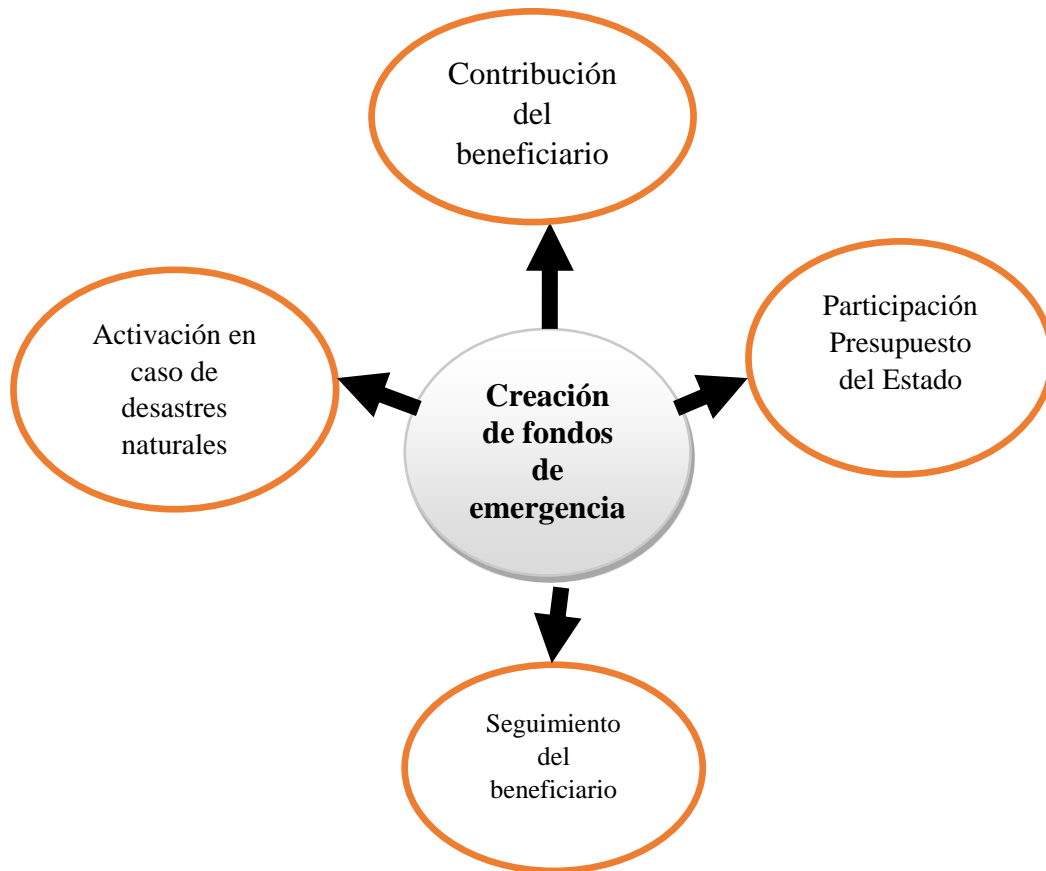 Contribución
del
beneficiario
Participación
Presupuesto
del Estado
Activación en
caso de
desastres
naturales
Creación
de fondos
de
emergencia
Seguimiento
del
beneficiario